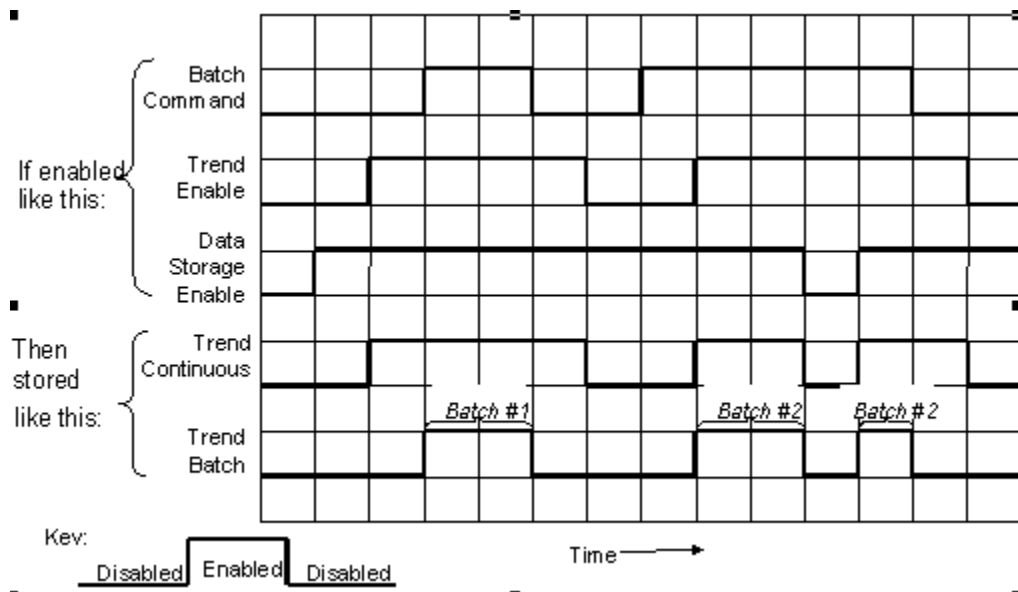 Batch
Command
If enabled
like this:
Trend
Enable
Data
Storage
Enable
Then
stored
like this:
Trend
Continuous
Batch #1
Batch #2
Batch #2
Trend
Batch
Key:
Disabled
Enabled
Disabled
Time